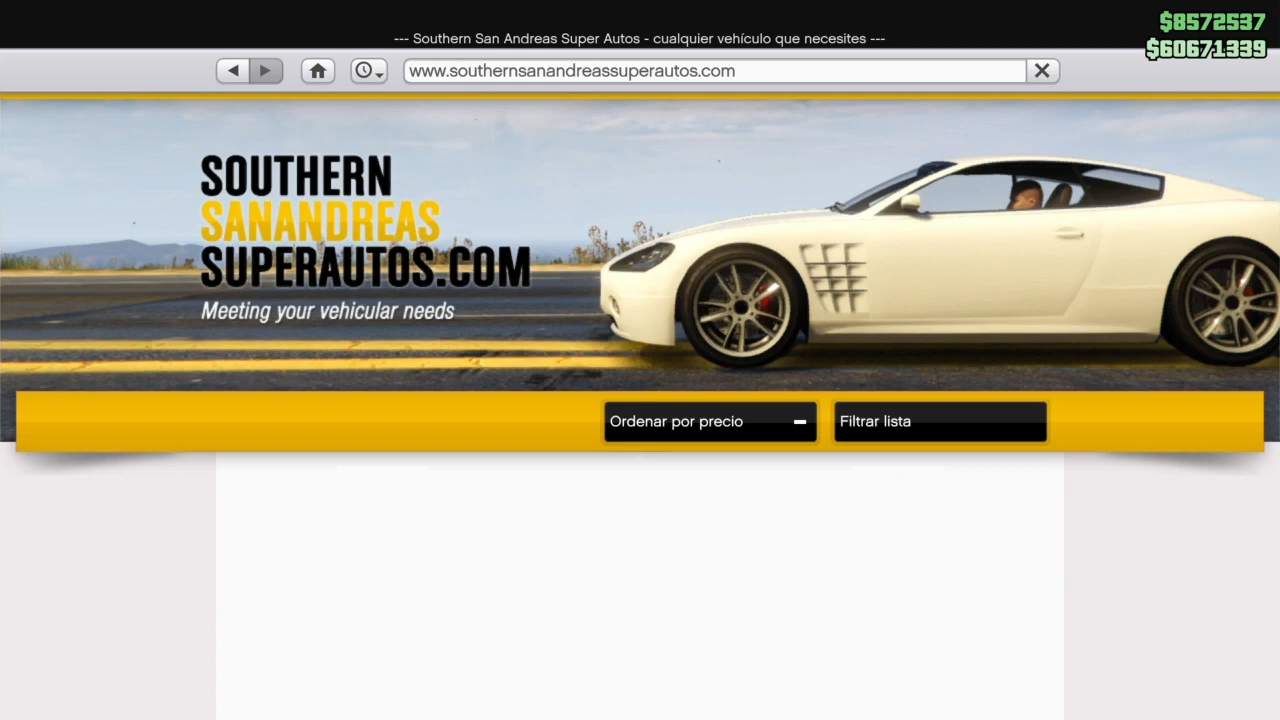 $8572537
--- Southern San Andreas Super Autos - cualquier vehículo que necesites ---
$60671339
www.southernsanandreassuperautos.com
SOUTHERN
SANANDREAS
SUPERAUTOS.COM
Meeting your vehicular needs
Ordenar por precio
Filtrar lista